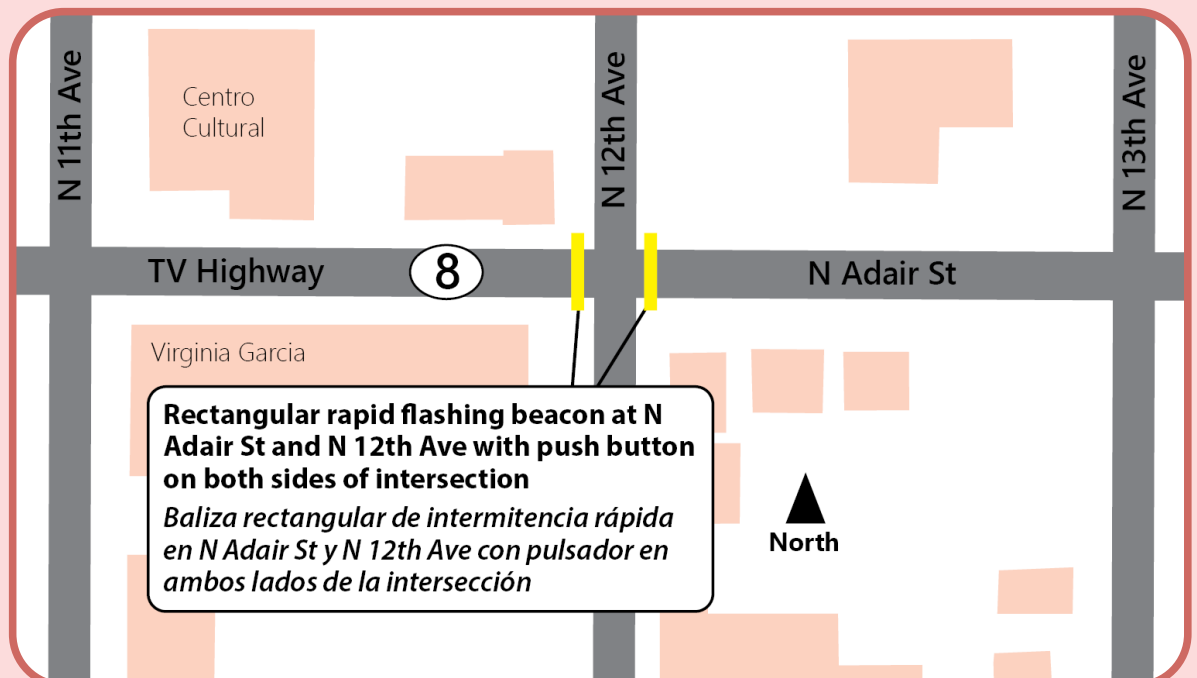 N 11th Ave
Centro
Cultural
N 12th Ave
N 13th Ave
TV Highway
8
N Adair St
Virginia Garcia
Rectangular rapid flashing beacon at N
Adair St and N 12th Ave with push button
on both sides of intersection
Baliza rectangular de intermitencia rápida
en N Adair St y N 12th Ave con pulsador en
ambos lados de la intersección
North